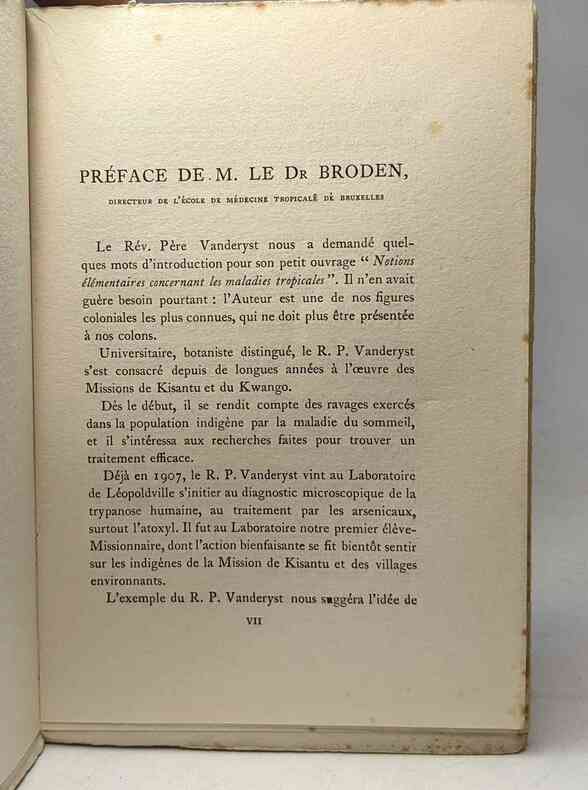 PRÉFACE DE M. LE DR BRODEN,
DIRECTEUR DE L'ÉCOLE DE MÉDECINE TROPICALE DE BRUXELLES
Le Rév. Père Vanderyst nous a demandé quel-
ques mots d'introduction pour son petit ouvrage “ Notions
élémentaires concernant les maladies tropicales ”. Il n'en avait
guère besoin pourtant : l'Auteur est une de nos figures
coloniales les plus connues, qui ne doit plus être présentée
à nos colons.
Universitaire, botaniste distingué, le R. P. Vanderyst
s'est consacré depuis de longues années à l'œuvre des
Missions de Kisantu et du Kwango.
Dès le début, il se rendit compte des ravages exercés
dans la population indigène par la maladie du sommeil,
et il s'intéressa aux recherches faites pour trouver un
traitement efficace.
Déjà en 1907, le R. P. Vanderyst vint au Laboratoire
de Léopoldville s'initier au diagnostic microscopique de la
trypanose humaine, au traitement par les arsenicaux,
surtout l'atoxyl. Il fut au Laboratoire notre premier élève-
Missionnaire, dont l'action bienfaisante se fit bientôt sentir
sur les indigènes de la Mission de Kisantu et des villages
environnants.
L'exemple du R. P. Vanderyst nous suggéra l'idée de
VII